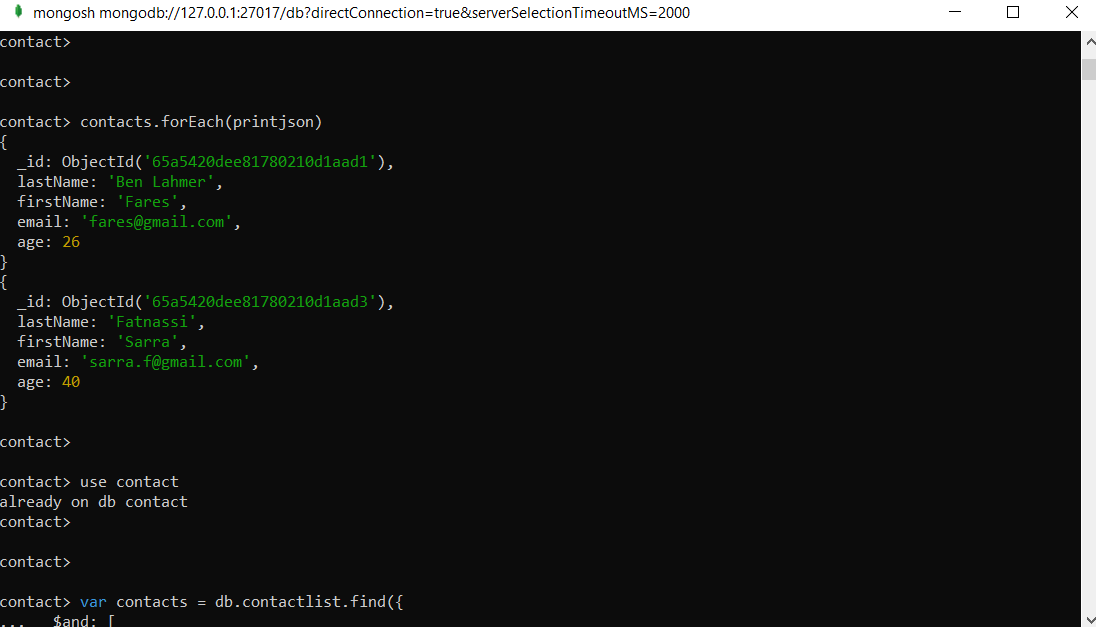 mongosh mongodb://127.0.0.1:27017/db?directConnection=true&serverSelectionTimeoutMS=2000
contact>
contact>
contact> contacts.forEach(printjson)
{
  _id: ObjectId('65a5420dee81780210d1aad1'),
  lastName: 'Ben Lahmer',
  firstName: 'Fares',
  email: 'fares@gmail.com',
  age: 26
}
{
  _id: ObjectId('65a5420dee81780210d1aad3'),
  lastName: 'Fatnassi',
  firstName: 'Sarra',
  email: 'sarra.f@gmail.com',
  age: 40
}
contact>
contact> use contact
already on db contact
contact>
contact>
contact> var contacts = db.contactlist.find({
...   $and: [